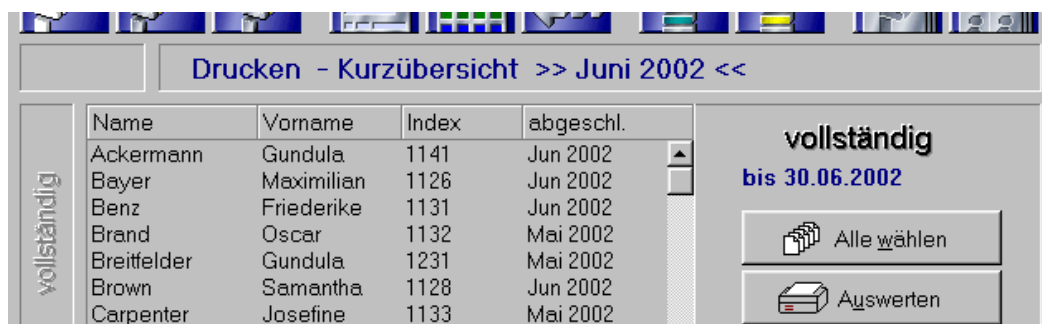 Drucken - Kurzübersicht >> Juni 2002 <<
vollständig
Name Vorname Index abgeschl.
Ackermann Gundula 1141 Jun 2002
Bayer Maximilian 1126 Jun 2002
Benz Friederike 1131 Jun 2002
Brand Oscar 1132 Mai 2002
Breitfelder Gundula 1231 Mai 2002
Brown Samantha 1128 Jun 2002
Carpenter Josefine 1133 Mai 2002
vollständig
bis 30.06.2002
Alle wählen
Auswerten